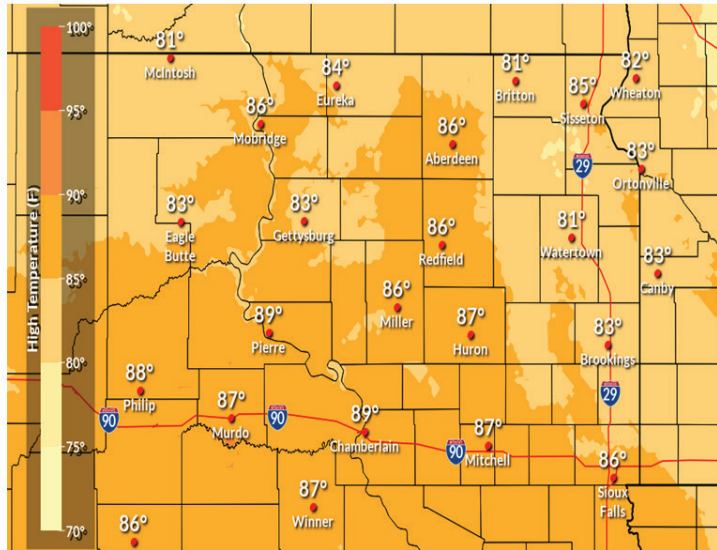 High Temperature (F)
100°
95°
90°
85°
80°
75°
70°
81°
McIntosh
84°
Eureka
81°
Britton
82°
Wheaton
85°
Sisseton
86°
Mobridge
86°
Aberdeen
29
83°
Ortonville
83°
Eagle
Butte
83°
Gettysburg
86°
Redfield
81°
Watertown
83°
Canby
86°
Miller
89°
Pierre
87°
Huron
83°
Brookings
88°
Philip
29
90
87°
Murdo
90
89°
Chamberlain
90
87°
Mitchell
86°
Sioux
Falls
87°
Winner
86°